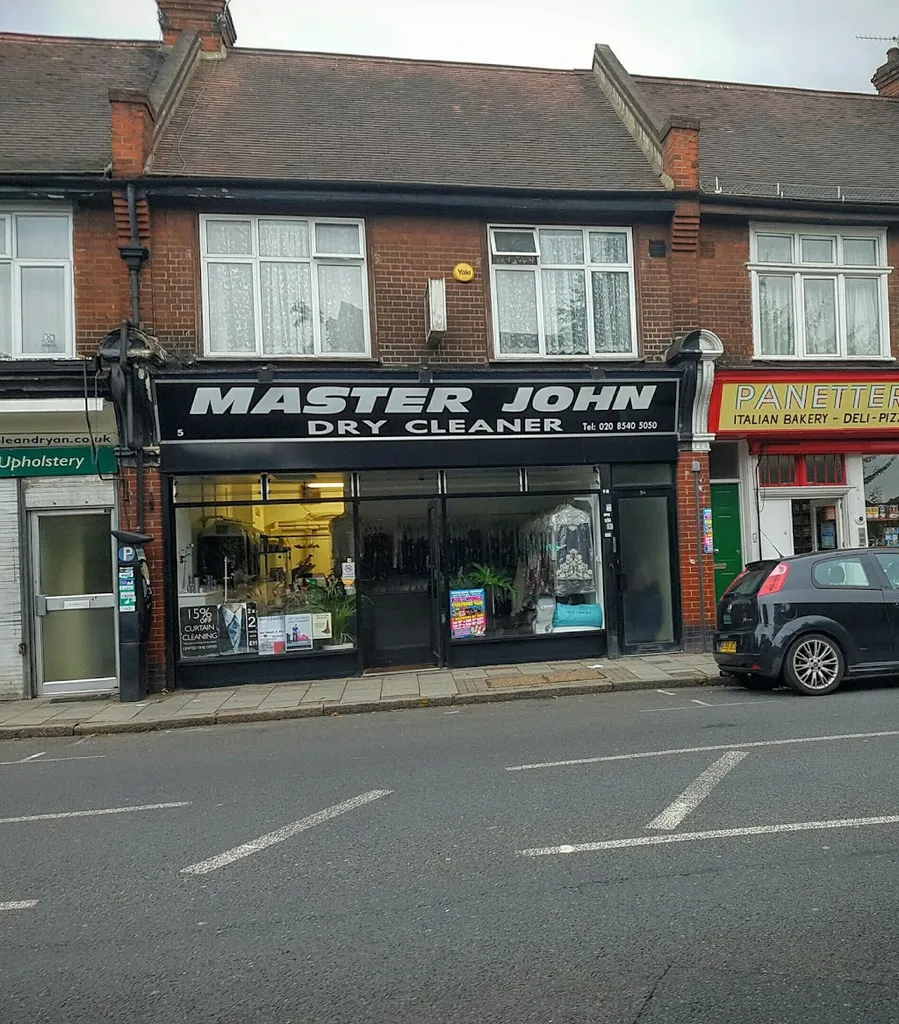 Yale
MASTER JOHN
DRY CLEANER
5
Tel: 020 8540 5050
PANETTER
ITALIAN BAKERY - DELI - PIZ
leandryan.co.uk
Upholstery
P
15%
OFF
CURTAIN
CLEANING